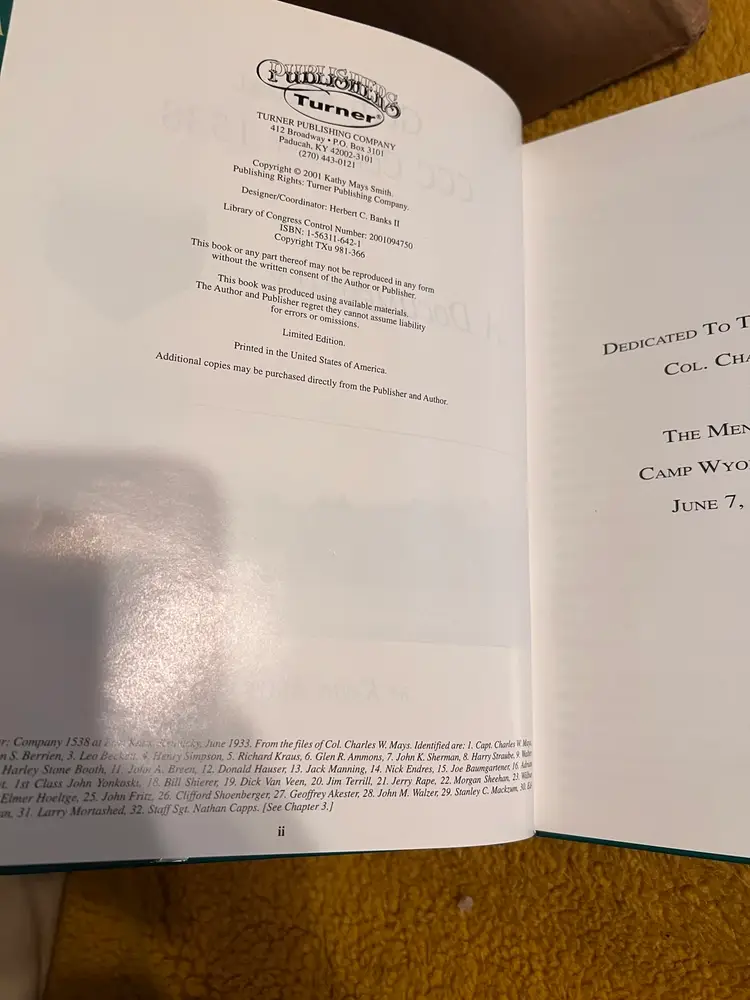 PUBLISHERS
Turner®
TURNER PUBLISHING COMPANY
412 Broadway • P.O. Box 3101
Paducah, KY 42002-3101
(270) 443-0121
Copyright © 2001 Kathy Mays Smith.
Publishing Rights: Turner Publishing Company.
Designer/Coordinator: Herbert C. Banks II
Library of Congress Control Number: 2001094750
ISBN: 1-56311-642-1
Copyright TXu 981-366
This book or any part thereof may not be reproduced in any form
without the written consent of the Author or Publisher.
This book was produced using available materials.
The Author and Publisher regret they cannot assume liability
for errors or omissions.
Limited Edition.
Printed in the United States of America.
Additional copies may be purchased directly from the Publisher and Author.
r: Company 1538 at Kentucky, June 1933. From the files of Col. Charles W. Mays. Identified are: 1. Capt. Charles W. Mays,
n S. Berrien, 3. Leo Beckett, 4. Henry Simpson, 5. Richard Kraus, 6. Glen R. Ammons, 7. John K. Sherman, 8. Harry Straube, 9. Walter
Harley Stone Booth, 11. John A. Breen, 12. Donald Hauser, 13. Jack Manning, 14. Nick Endres, 15. Joe Baumgartner, 16.
t. 1st Class John Yonkoski, 18. Bill Shierer, 19. Dick Van Veen, 20. Jim Terrill, 21. Jerry Rape, 22. Morgan Sheehan, 23.
Elmer Hoeltge, 25. John Fritz, 26. Clifford Shoenberger, 27. Geoffrey Akester, 28. John M. Walzer, 29. Stanley C. Mackzum, 30. Ed
an, 31. Larry Mortashed, 32. Staff Sgt. Nathan Capps. [See Chapter 3.]
ii
DEDICATED TO T
COL. CHA
THE MEN
CAMP WYO
JUNE 7,